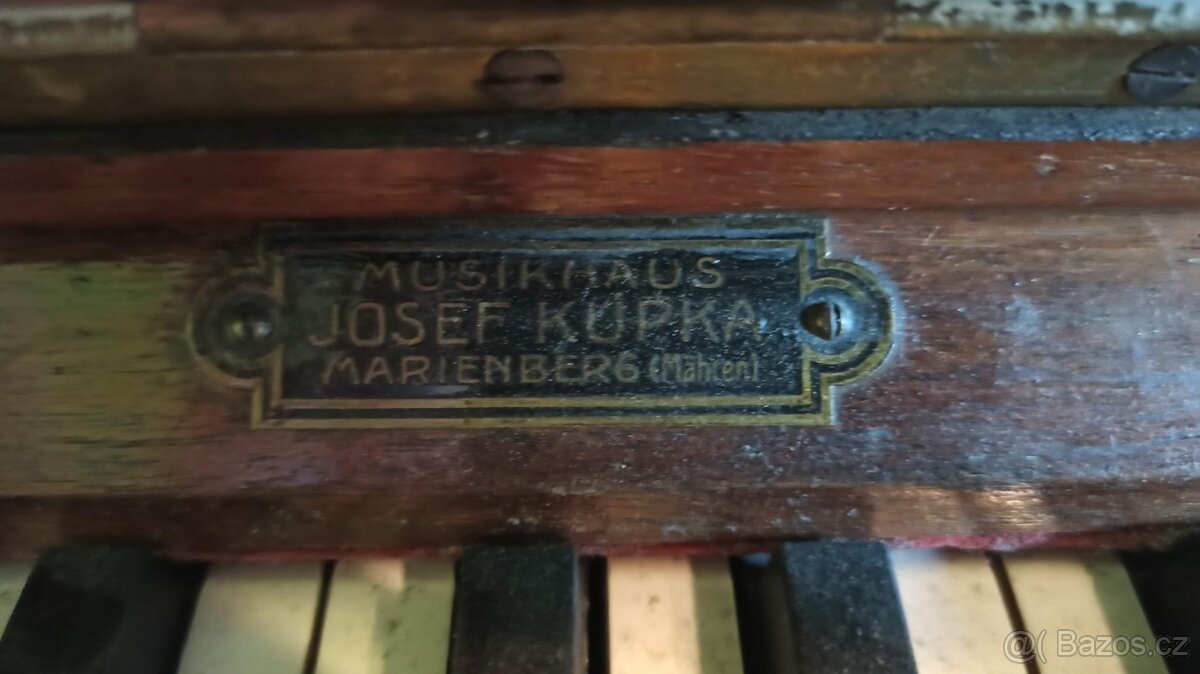 MUSIKHAUS
JOSEF KUPKA
MARIENBERG (Mähren)
@( Bazos.cz